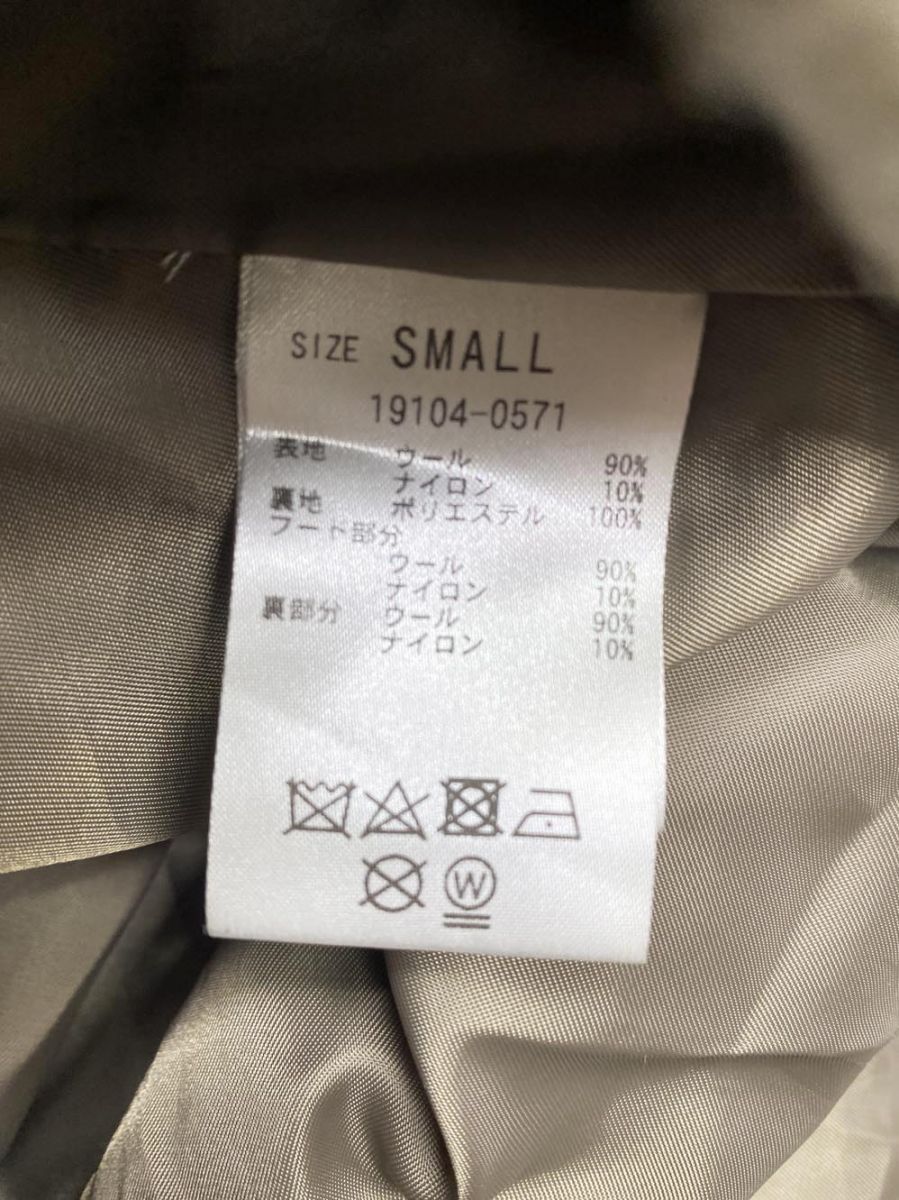 SIZE SMALL
19104-0571
表地 ウール 90%
ナイロン 10%
裏地 ポリエステル 100%
フード部分
ウール 90%
ナイロン 10%
裏部分 ウール 90%
ナイロン 10%
W